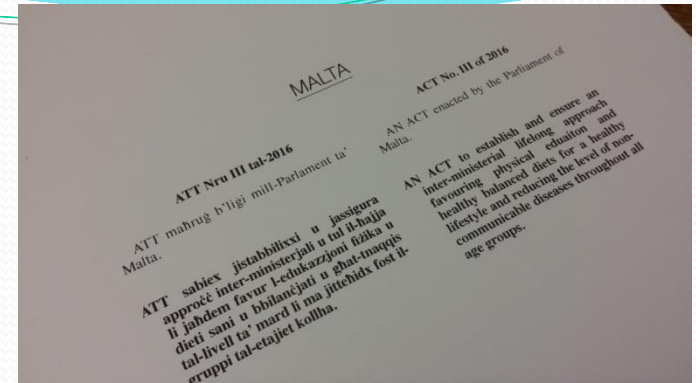 MALTA
ATT Nru III tal-2016
ATT maħruġ b'liġi mill-Parlament ta'
Malta.
ATT sabiex jistabbilixxi u jassigura
approċċ inter-ministerjali u tul il-ħajja
li jaħdem favur l-edukazzjoni fiżika u
dieti sani u bbilanċjati u għat-tnaqqis
tal-livell ta' mard li ma jitteħidx fost il-
gruppi tal-etajiet kollha.
ACT No. III of 2016
AN ACT enacted by the Parliament of
Malta.
AN ACT to establish and ensure an
inter-ministerial lifelong approach
favouring physical eduaiton and
healthy balanced diets for a healthy
lifestyle and reducing the level of non-
communicable diseases throughout all
age groups.